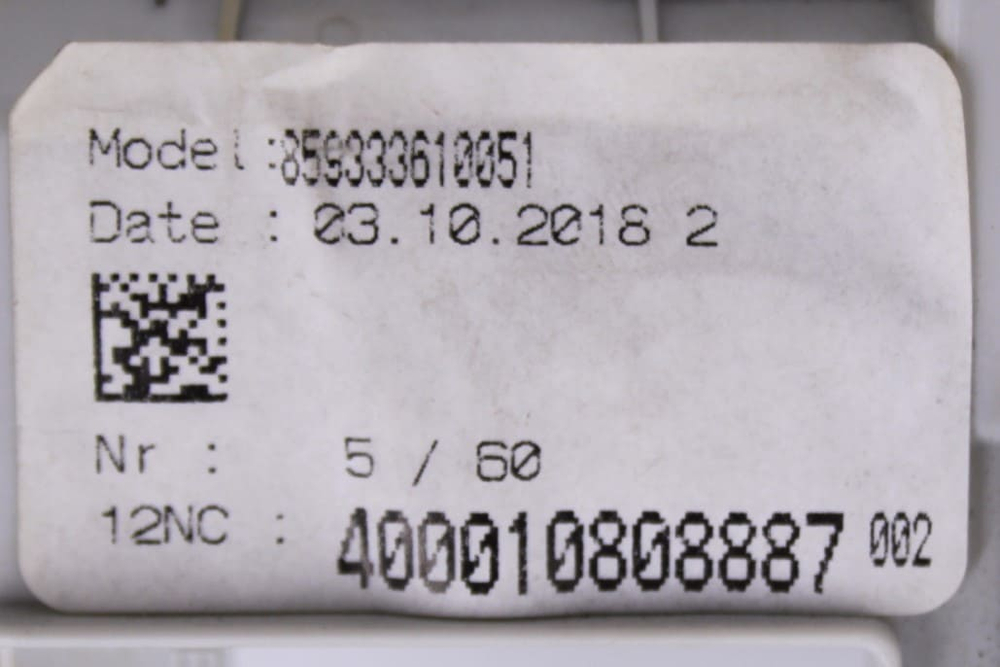 Model :859333610051
Date : 03.10.2018 2
Nr : 5 / 60
12NC : 400010808887 002